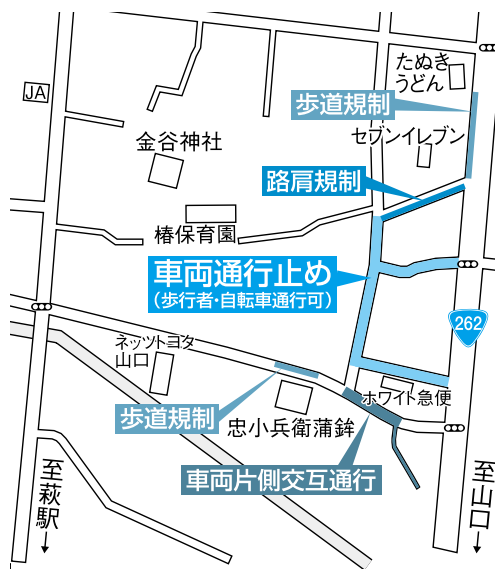 たぬき
うどん
JA
歩道規制
セブンイレブン
金谷神社
路肩規制
椿保育園
車両通行止め
（歩行者・自転車通行可）
262
ネッツトヨタ
山口
ホワイト急便
歩道規制
忠小兵衛蒲鉾
車両片側交互通行
至萩駅
至山口